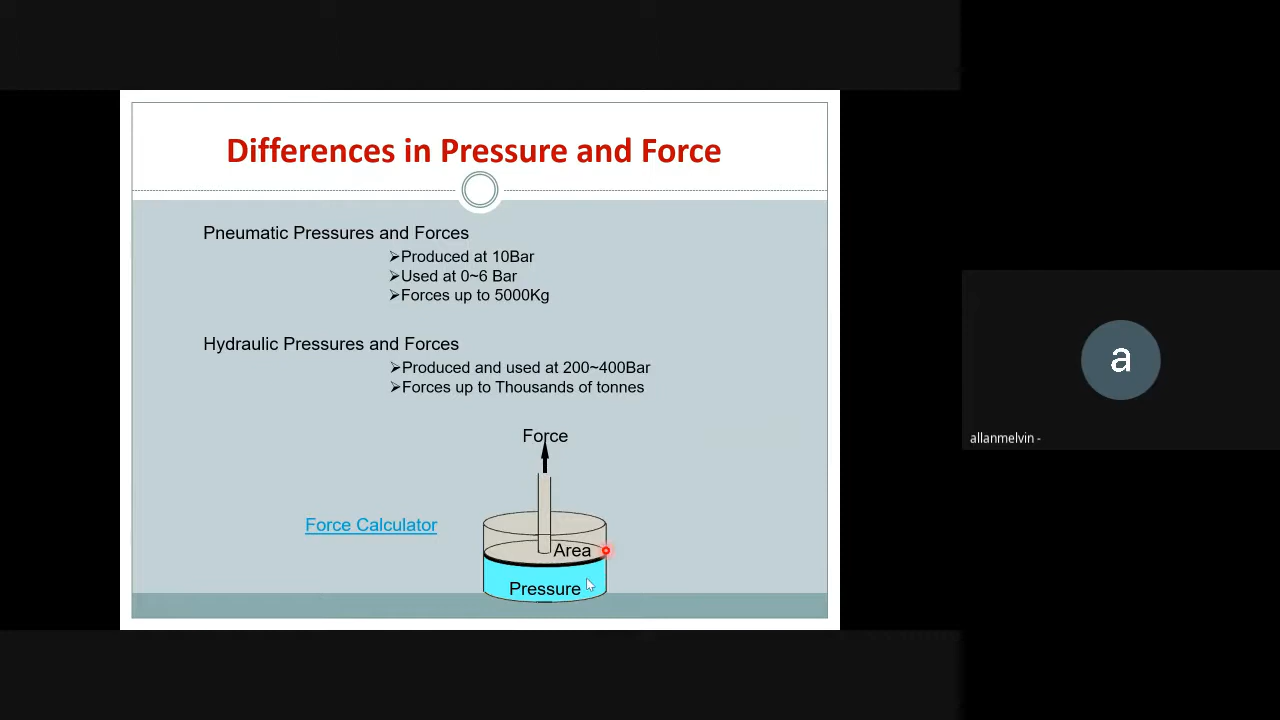 Differences in Pressure and Force
Pneumatic Pressures and Forces
➢Produced at 10Bar
➢Used at 0~6 Bar
➢Forces up to 5000Kg
Hydraulic Pressures and Forces
➢Produced and used at 200~400Bar
➢Forces up to Thousands of tonnes
Force
Force Calculator
Area
Pressure
a
allanmelvin -